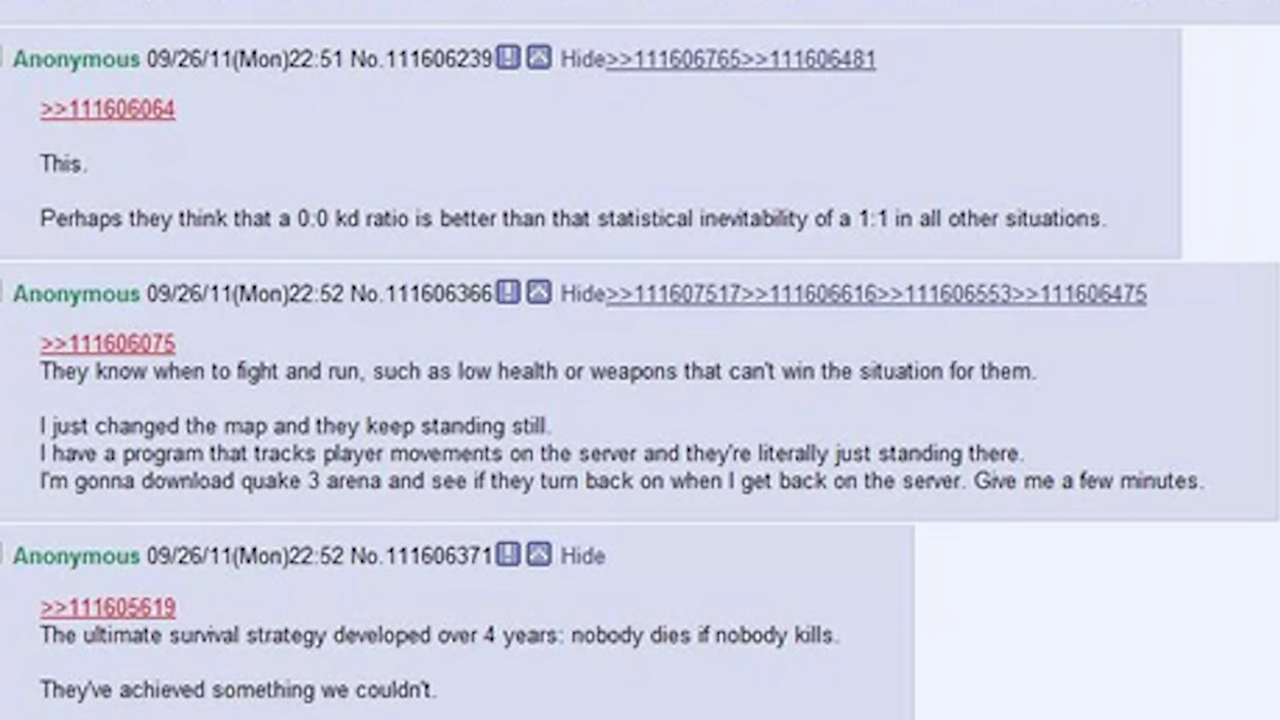 Anonymous 09/26/11(Mon)22:51 No.111606239 Hide>>111606765>>111606481
>>111606064
This.
Perhaps they think that a 0:0 kd ratio is better than that statistical inevitability of a 1:1 in all other situations.
Anonymous 09/26/11(Mon)22:52 No.111606366 Hide>>111607517>>111606616>>111606553>>111606475
>>111606075
They know when to fight and run, such as low health or weapons that can't win the situation for them.
I just changed the map and they keep standing still.
I have a program that tracks player movements on the server and they're literally just standing there.
I'm gonna download quake 3 arena and see if they turn back on when I get back on the server. Give me a few minutes.
Anonymous 09/26/11(Mon)22:52 No.111606371 Hide
>>111605619
The ultimate survival strategy developed over 4 years: nobody dies if nobody kills.
They've achieved something we couldn't.